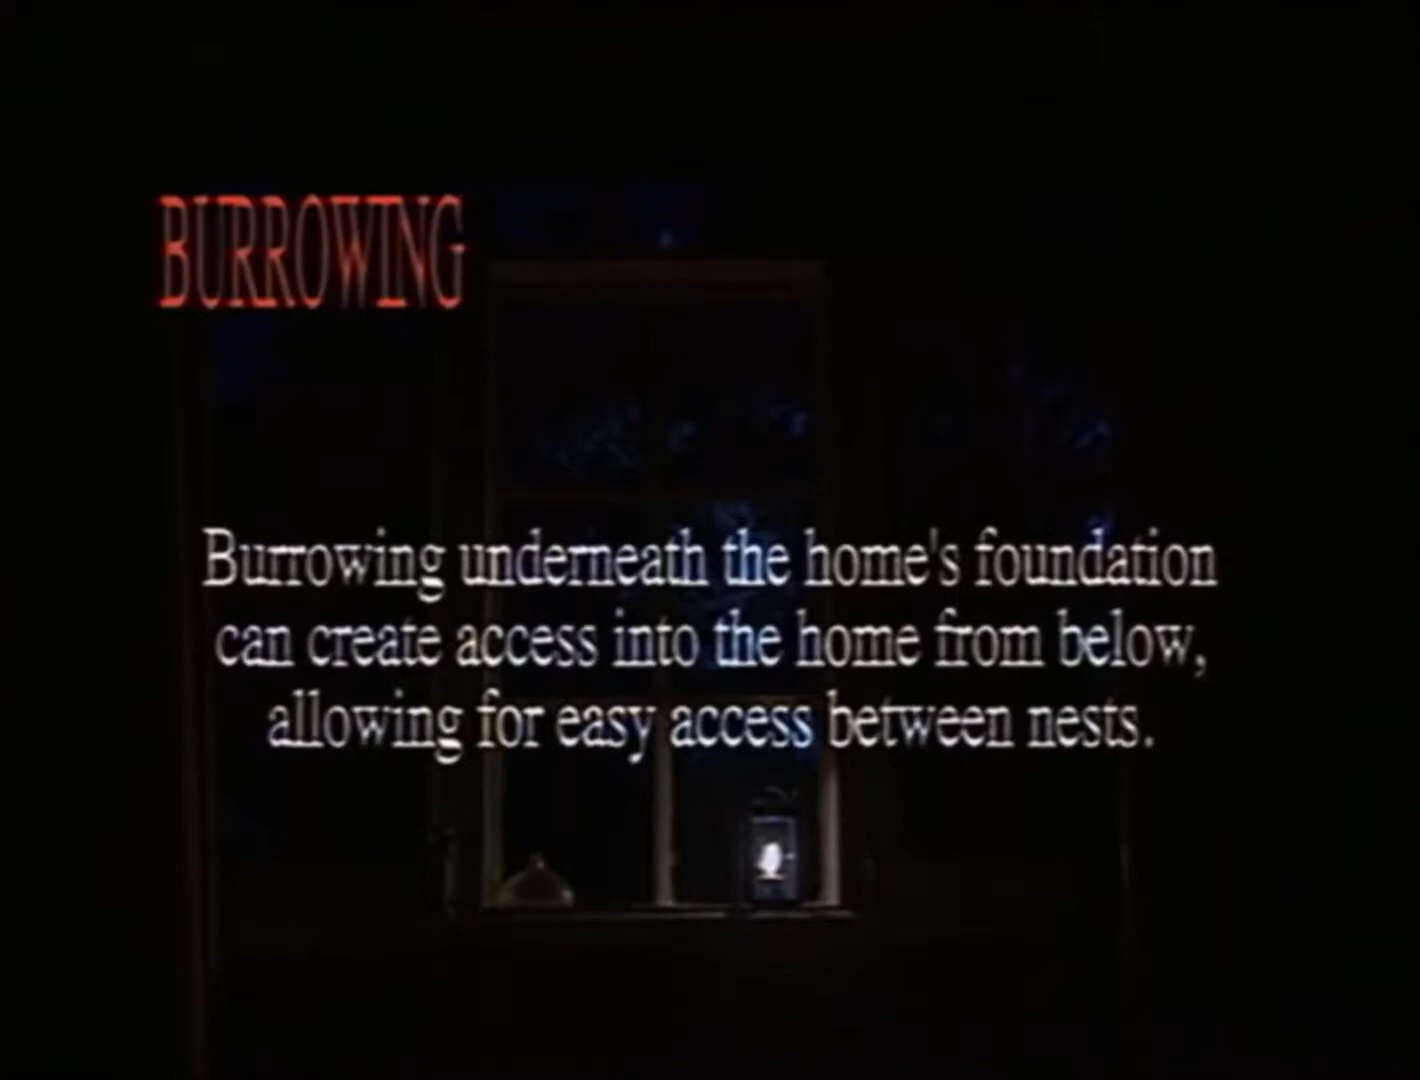 BURROWING
Burrowing underneath the home's foundation
can create access into the home from below,
allowing for easy access between nests.